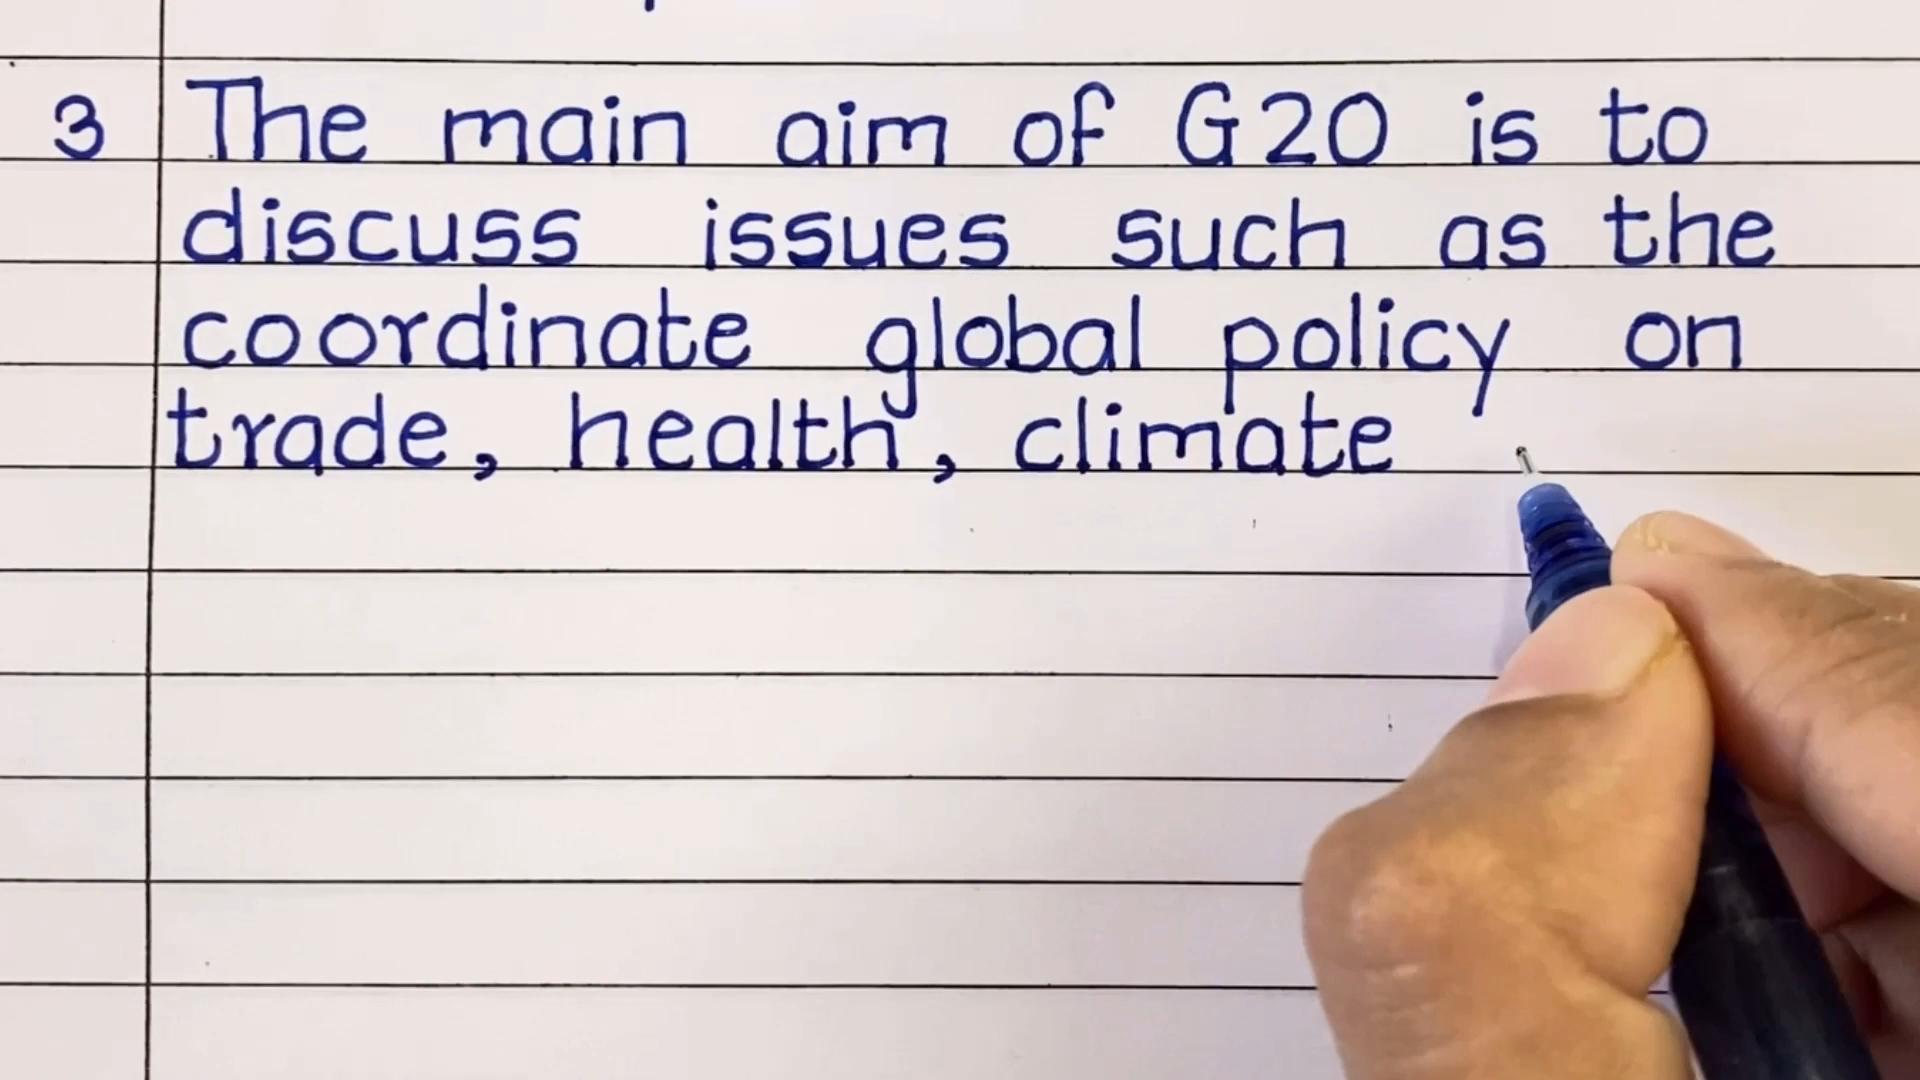 3 The main aim of G20 is to
discuss issues such as the
coordinate global policy on
trade, health, climate